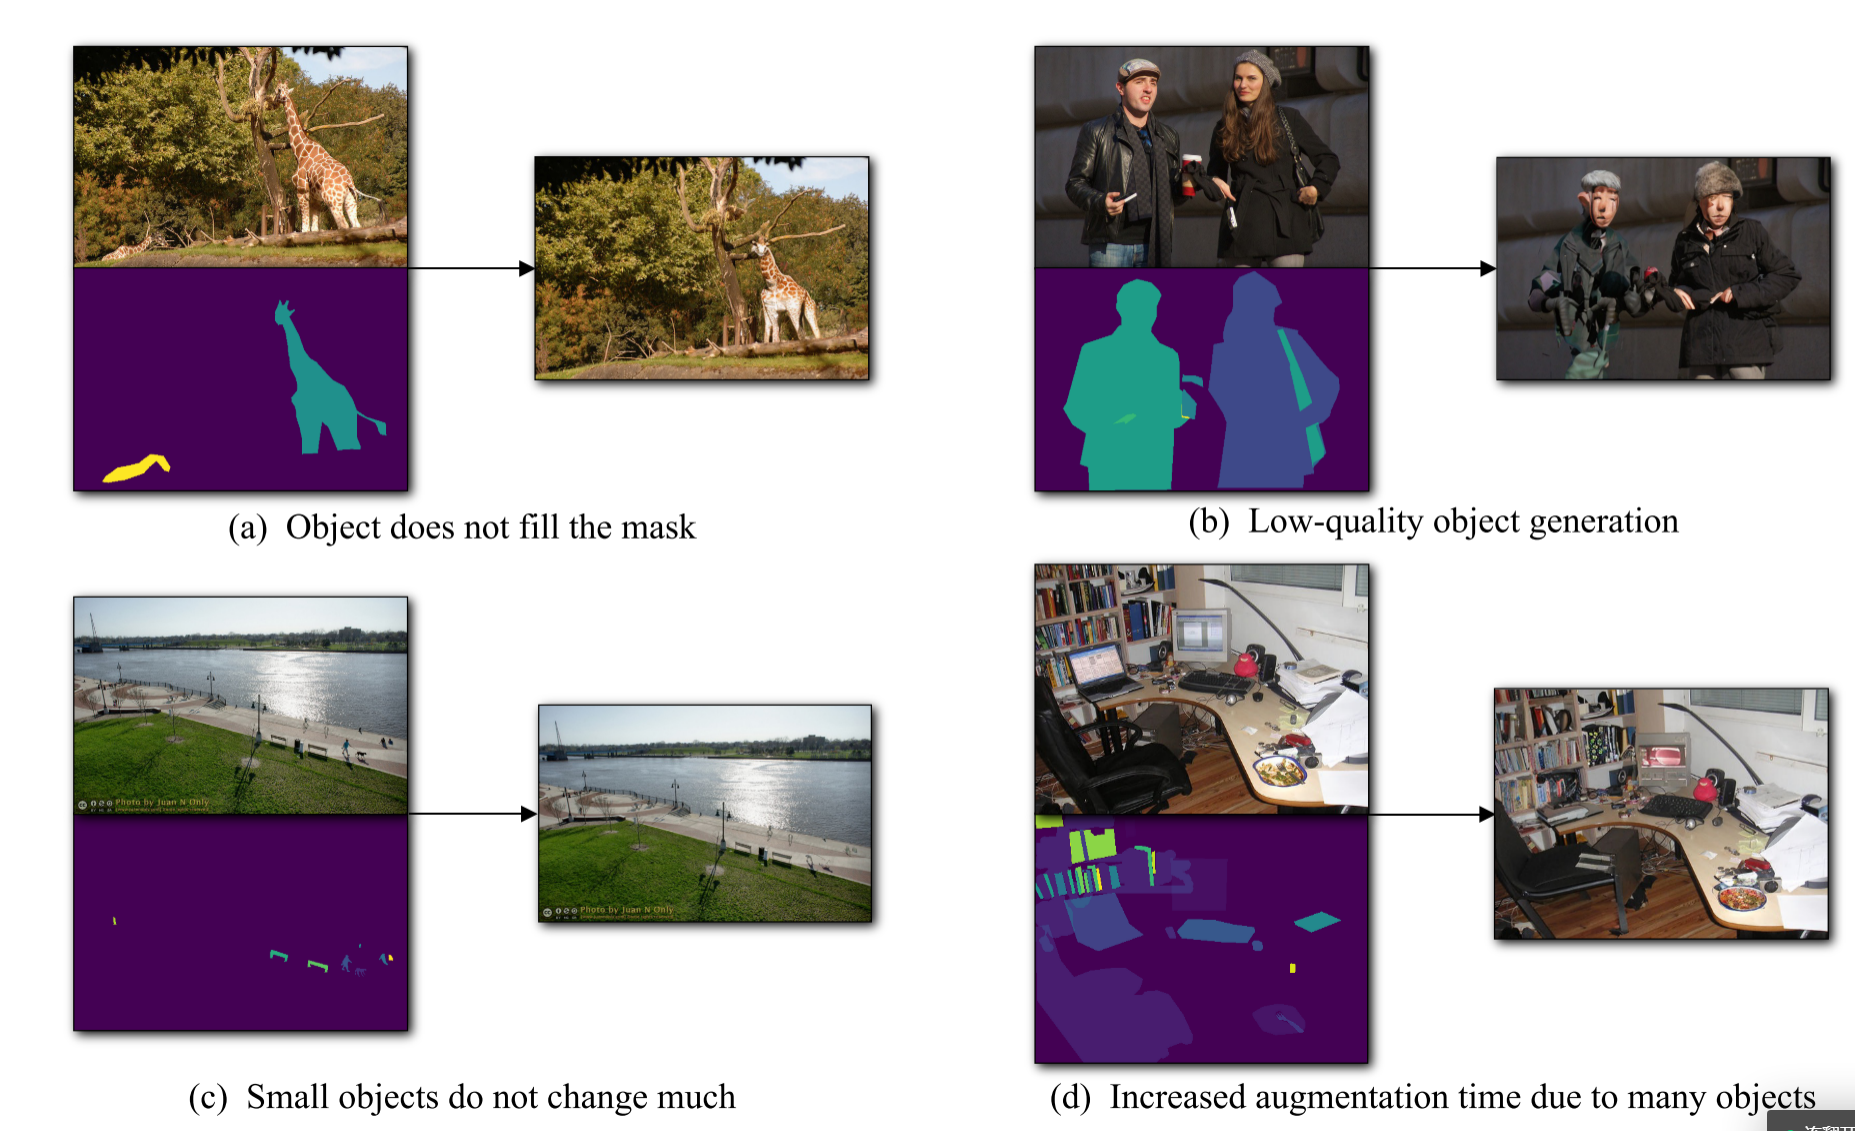 (a) Object does not fill the mask
(b) Low-quality object generation
Photo by Juan N Only
Photo by Juan N Only
(c) Small objects do not change much
(d) Increased augmentation time due to many objects